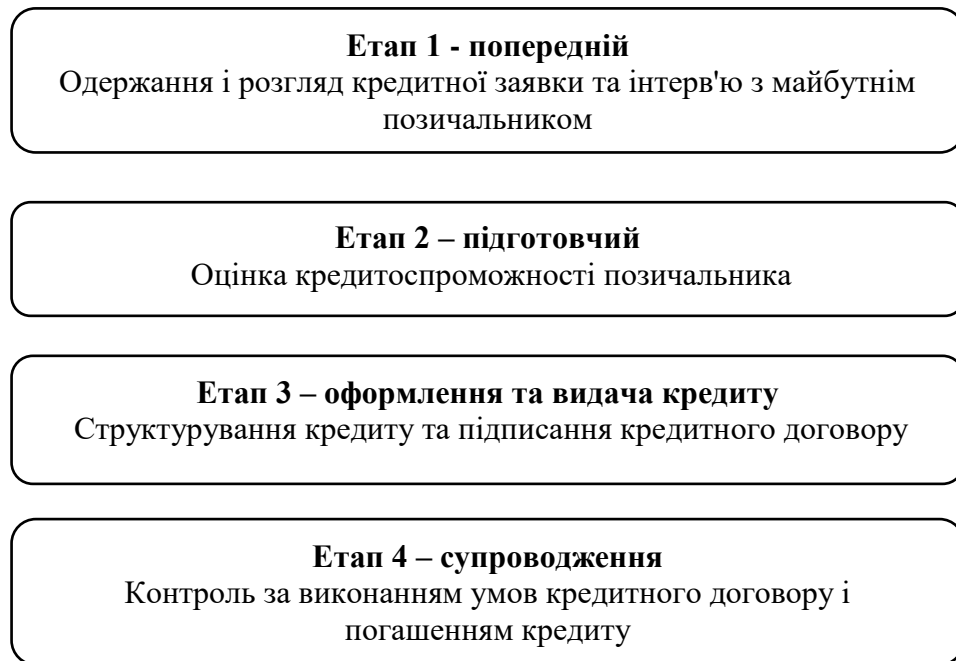 Етап 1 - попередній
Одержання і розгляд кредитної заявки та інтерв'ю з майбутнім
позичальником
Етап 2 – підготовчий
Оцінка кредитоспроможності позичальника
Етап 3 – оформлення та видача кредиту
Структурування кредиту та підписання кредитного договору
Етап 4 – супроводження
Контроль за виконанням умов кредитного договору і
погашенням кредиту